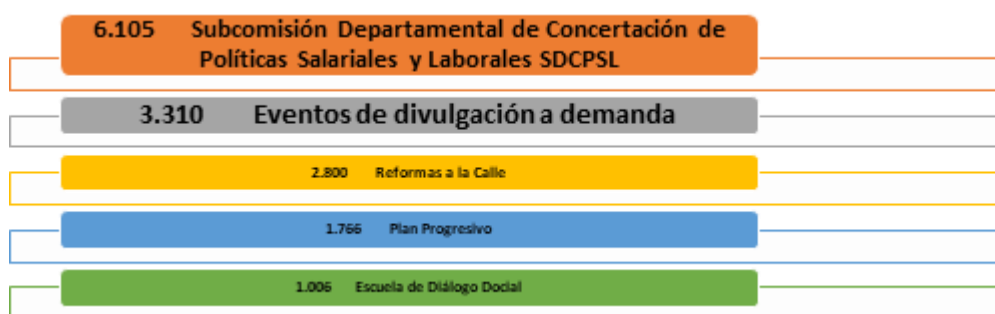 6.105 Subcomisión Departamental de Concertación de
Políticas Salariales y Laborales SDCPSL
3.310 Eventos de divulgación a demanda
2.800 Reformas a la Calle
1.766 Plan Progresivo
1.006 Escuela de Diálogo Docial